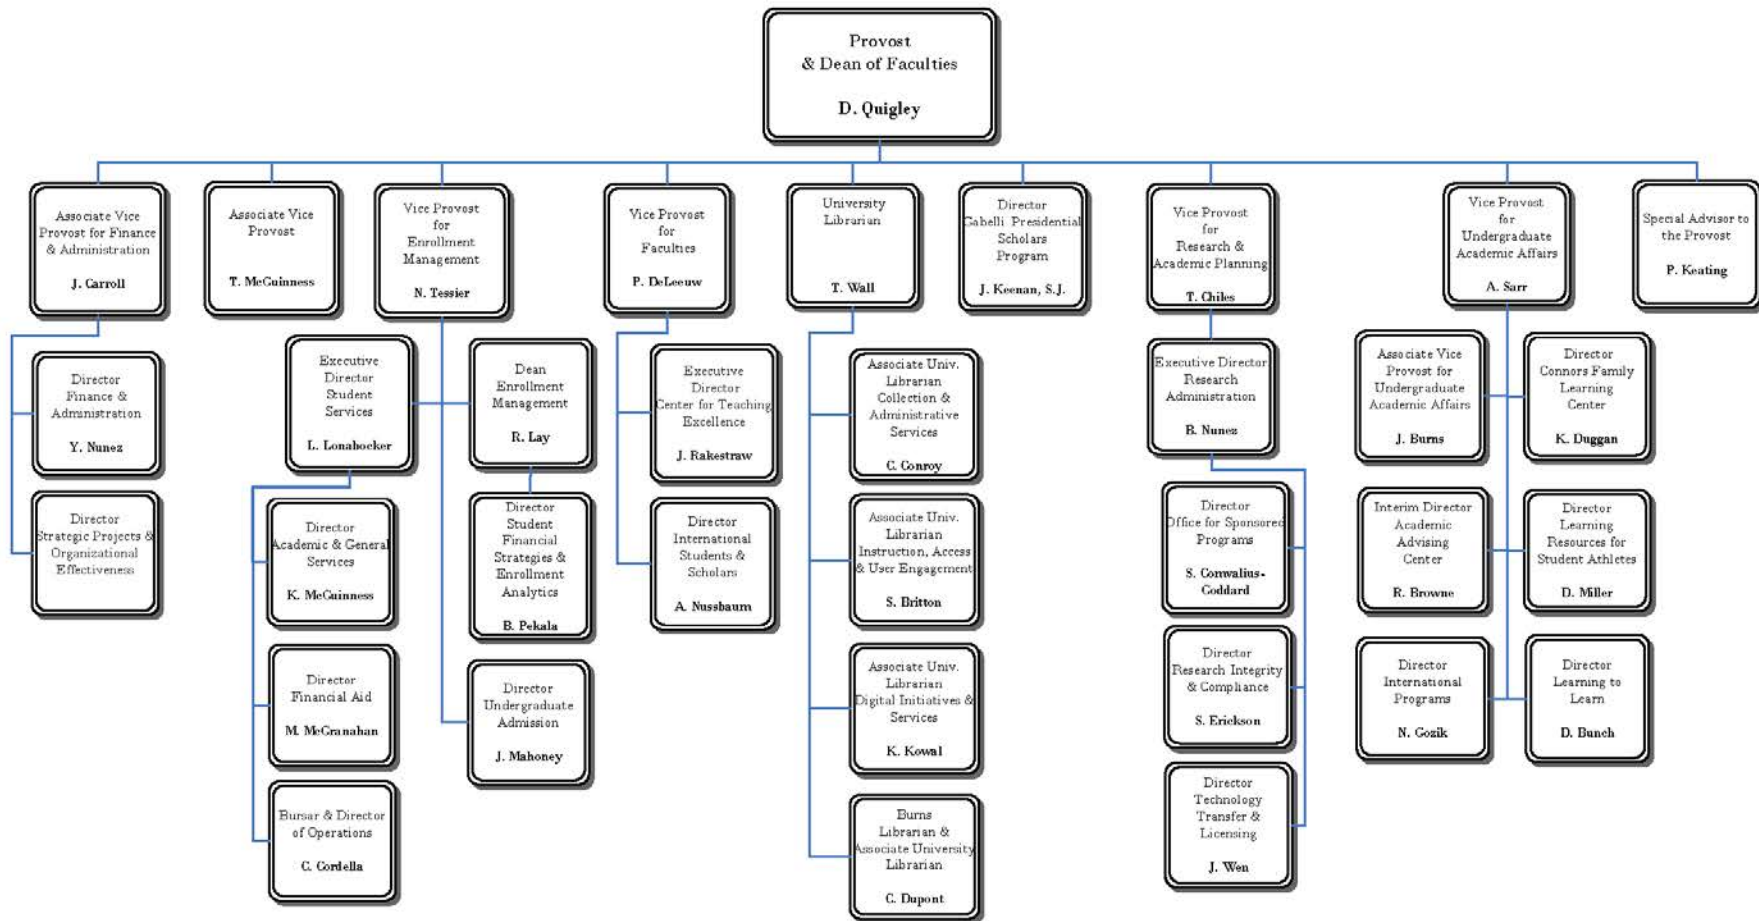 Provost
& Dean of Faculties
D. Quigley
Associate Vice
Provost for Finance
& Administration
J. Carroll
Associate Vice
Provost
T. McGuinness
Vice Provost
for
Enrollment
Management
N. Tessier
Vice Provost
for
Faculties
P. DeLeeuw
University
Librarian
T. Wall
Director
Gabelli Presidential
Scholars
Program
J. Keenan, S.J.
Vice Provost
for
Research &
Academic Planning
T. Chiles
Vice Provost
for
Undergraduate
Academic Affairs
A. Sarr
Special Advisor to
the Provost
P. Keating
Director
Finance &
Administration
Y. Nunez
Director
Strategic Projects &
Organizational
Effectiveness
Executive
Director
Student
Services
L. Lonabocker
Dean
Enrollment
Management
R. Lay
Director
Academic & General
Services
K. McGuinness
Director
Financial Aid
M. McGranahan
Bursar & Director
of Operations
C. Cordella
Director
Student
Financial
Strategies &
Enrollment
Analytics
B. Pekala
Director
Undergraduate
Admission
J. Mahoney
Executive
Director
Center for Teaching
Excellence
J. Rakestraw
Director
International
Students &
Scholars
A. Nussbaum
Associate Univ.
Librarian
Collection &
Administrative
Services
C. Conroy
Associate Univ.
Librarian
Instruction, Access
& User Engagement
S. Britton
Associate Univ.
Librarian
Digital Initiatives &
Services
K. Kowal
Burns
Librarian &
Associate University
Librarian
C. Dupont
Executive Director
Research
Administration
B. Nunez
Director
Office for Sponsored
Programs
S. Comwalius-
Goddard
Director
Research Integrity
& Compliance
S. Erickson
Director
Technology
Transfer &
Licensing
J. Wen
Associate Vice
Provost for
Undergraduate
Academic Affairs
J. Burns
Director
Connors Family
Learning
Center
K. Duggan
Interim Director
Academic
Advising
Center
R. Browne
Director
Learning
Resources for
Student Athletes
D. Miller
Director
International
Programs
N. Gozik
Director
Learning to
Learn
D. Bunch